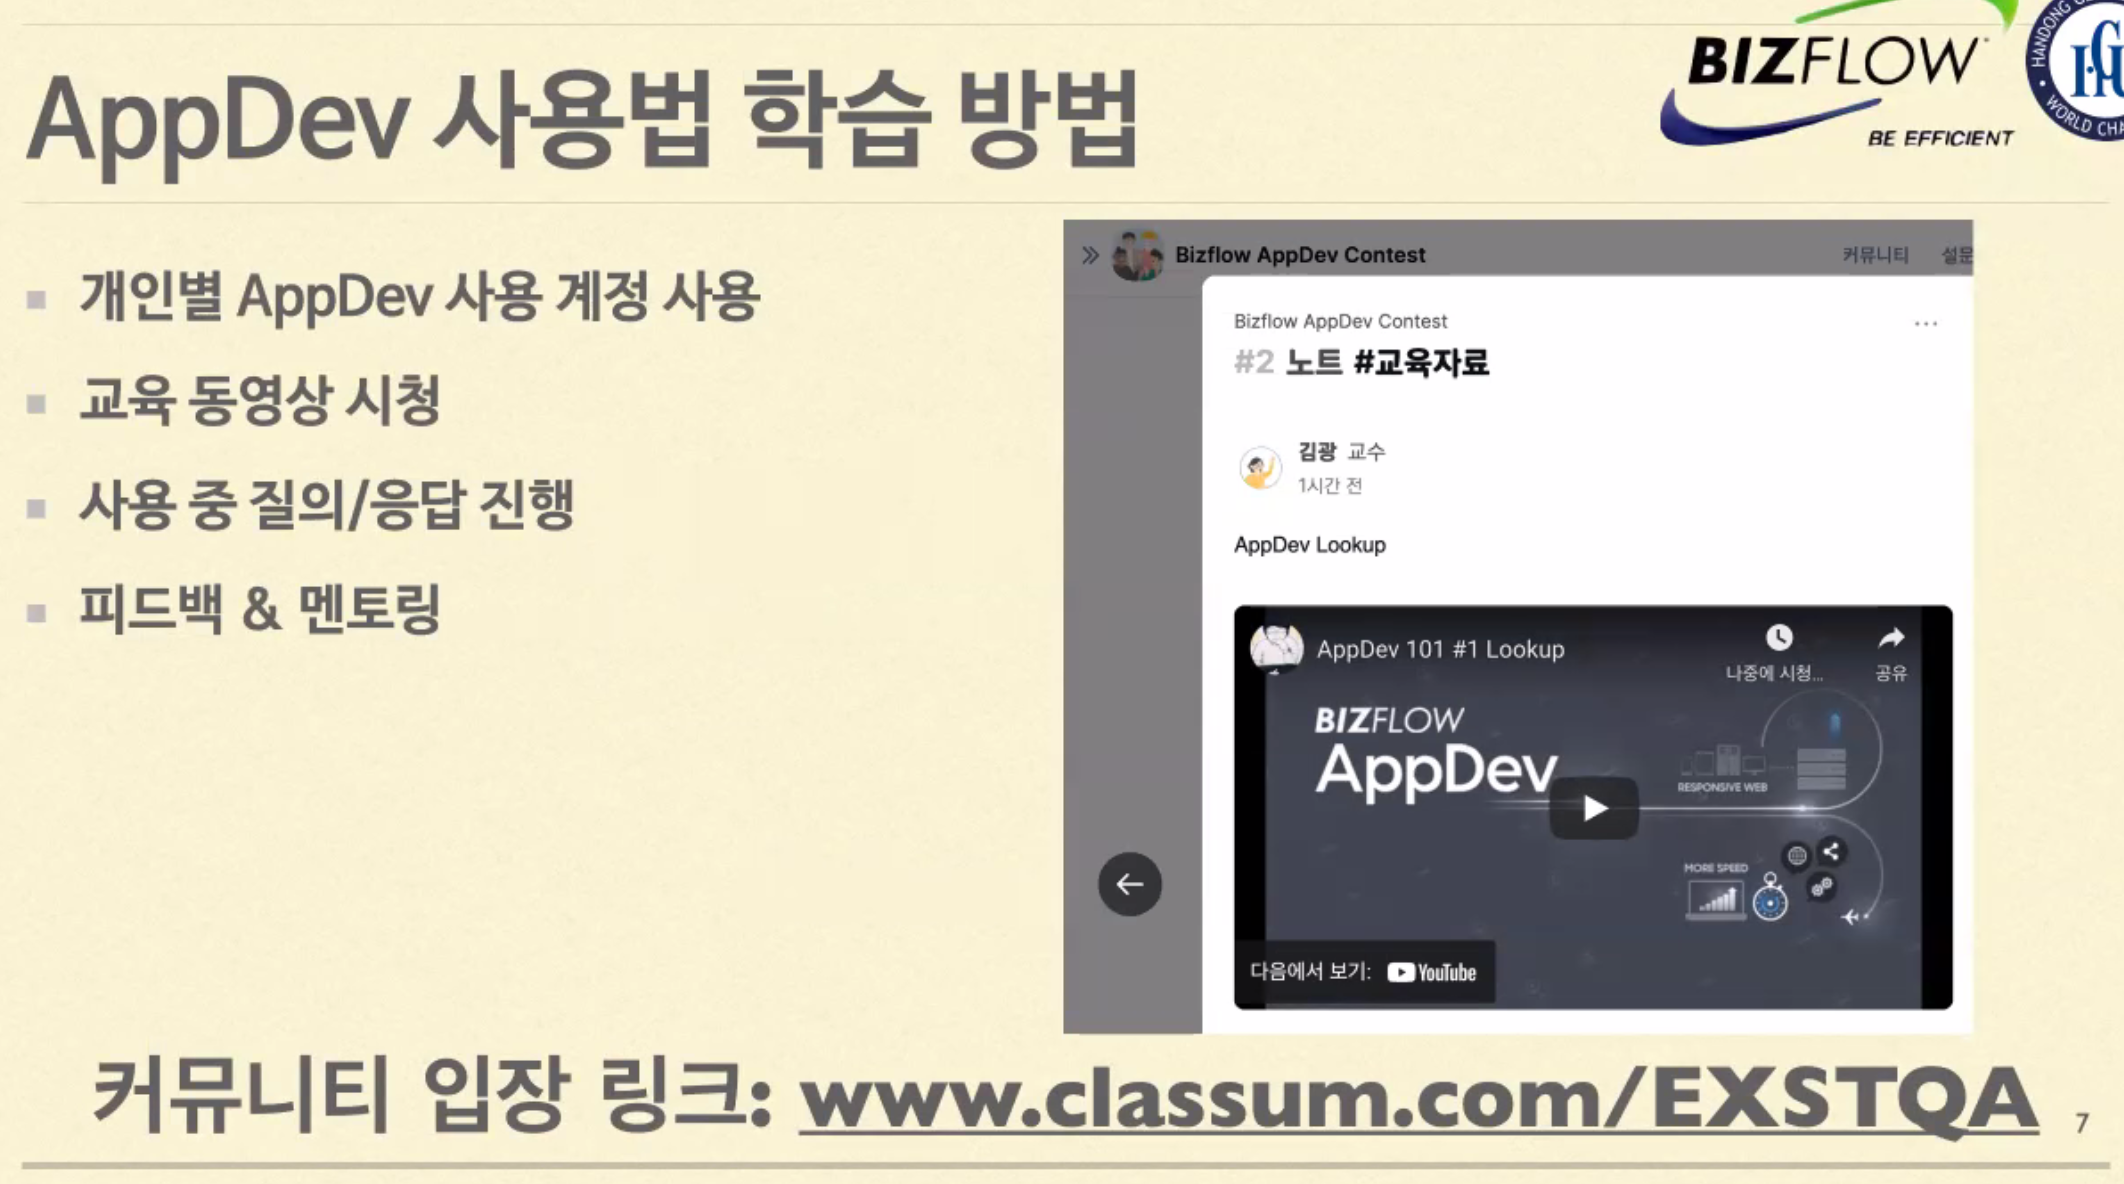 BIZFLOW
BE EFFICIENT
HANDONG
WORLD
AppDev 사용법 학습 방법
개인별 AppDev 사용 계정 사용
교육 동영상 시청
사용 중 질의/응답 진행
피드백 & 멘토링
Bizflow AppDev Contest
커뮤니티 설문
Bizflow AppDev Contest
#2 노트 #교육자료
김광 교수
1시간 전
AppDev Lookup
AppDev 101 #1 Lookup
나중에 시청...
공유
BIZFLOW
AppDev
RESPONSIVE WEB
MORE SPEED
다음에서 보기: YouTube
커뮤니티 입장 링크: www.classum.com/EXSTQA
7